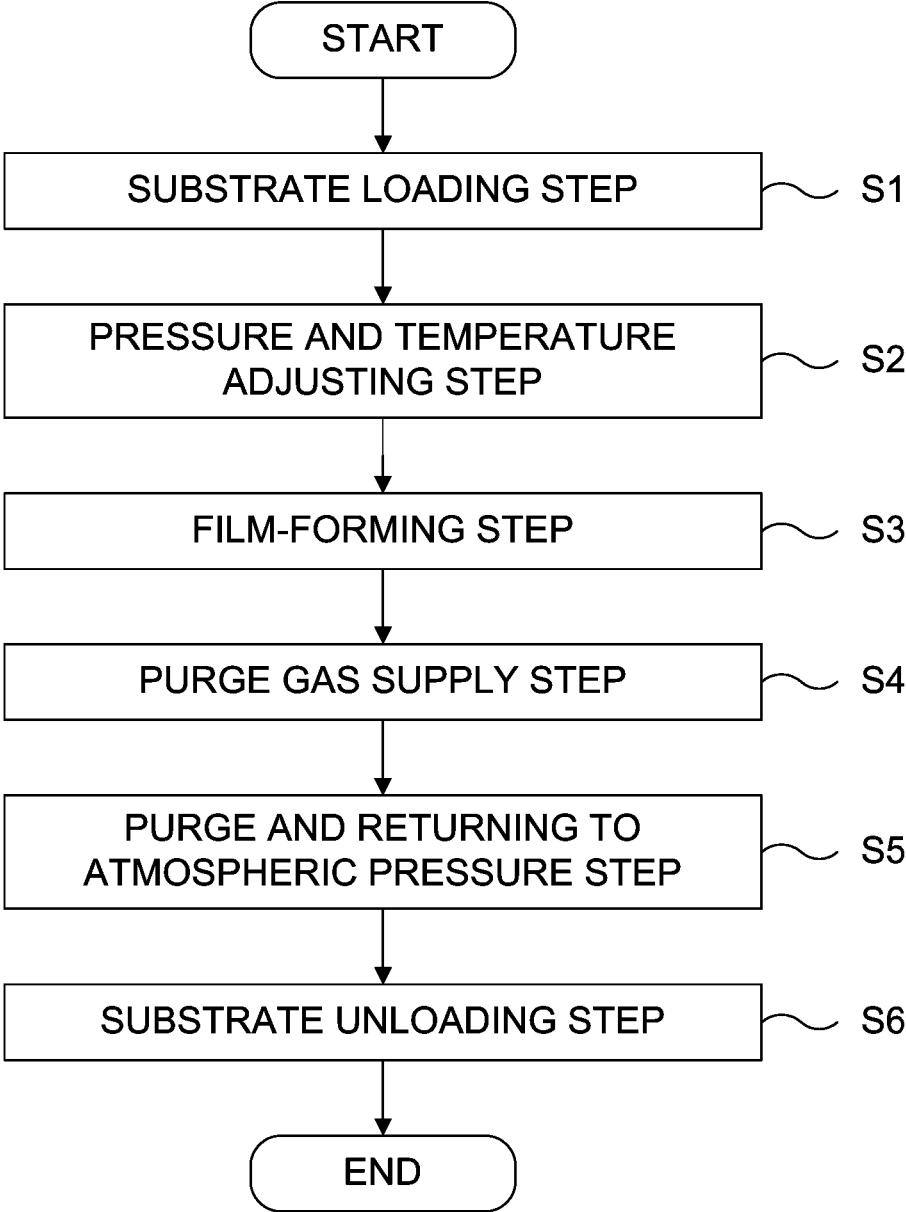 START
SUBSTRATE LOADING STEP
S1
PRESSURE AND TEMPERATURE
ADJUSTING STEP
S2
FILM-FORMING STEP
S3
PURGE GAS SUPPLY STEP
S4
PURGE AND RETURNING TO
ATMOSPHERIC PRESSURE STEP
S5
SUBSTRATE UNLOADING STEP
S6
END